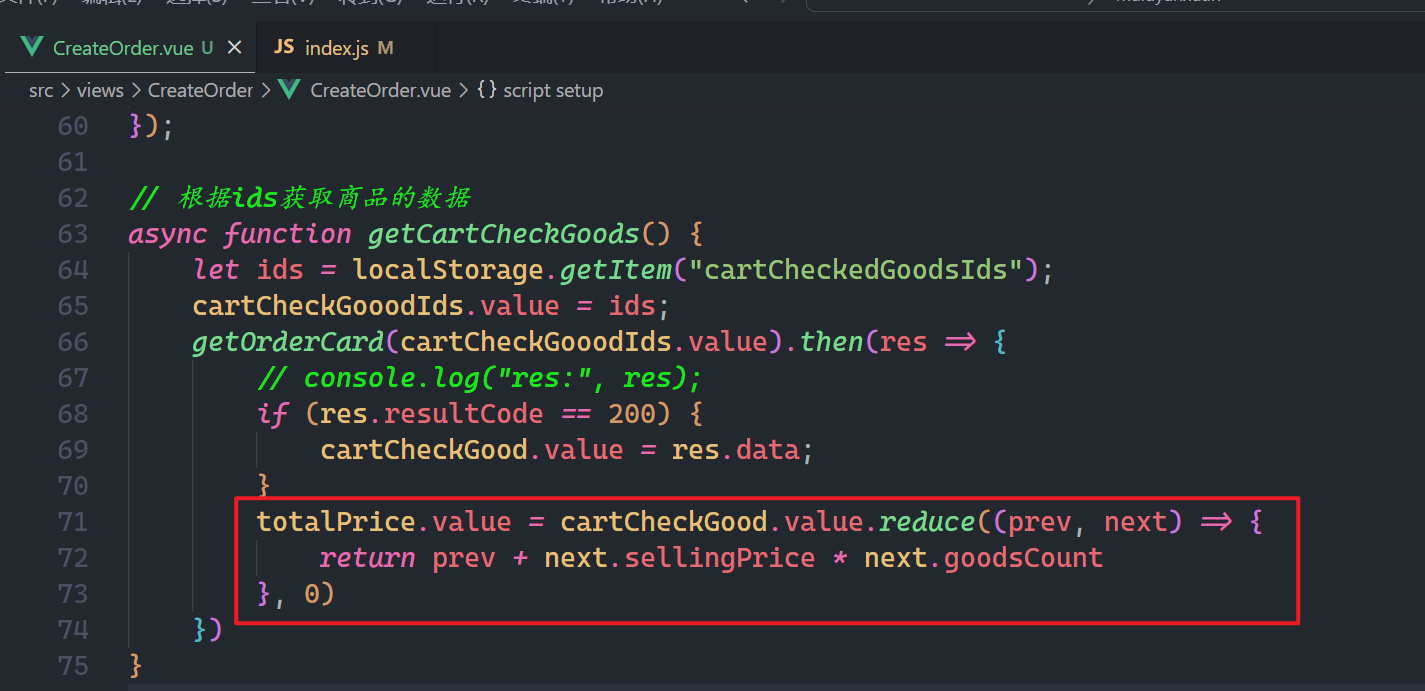 CreateOrder.vue U × JS index.js M
src > views > CreateOrder > CreateOrder.vue > {} script setup
60 });
61
62 // 根据ids获取商品的数据
63 async function getCartCheckGoods() {
64 let ids = localStorage.getItem("cartCheckedGoodsIds");
65 cartCheckGooodIds.value = ids;
66 getOrderCard(cartCheckGooodIds.value).then(res => {
67 // console.log("res:", res);
68 if (res.resultCode == 200) {
69 cartCheckGood.value = res.data;
70 }
71 totalPrice.value = cartCheckGood.value.reduce((prev, next) => {
72 return prev + next.sellingPrice * next.goodsCount
73 }, 0)
74 })
75 }